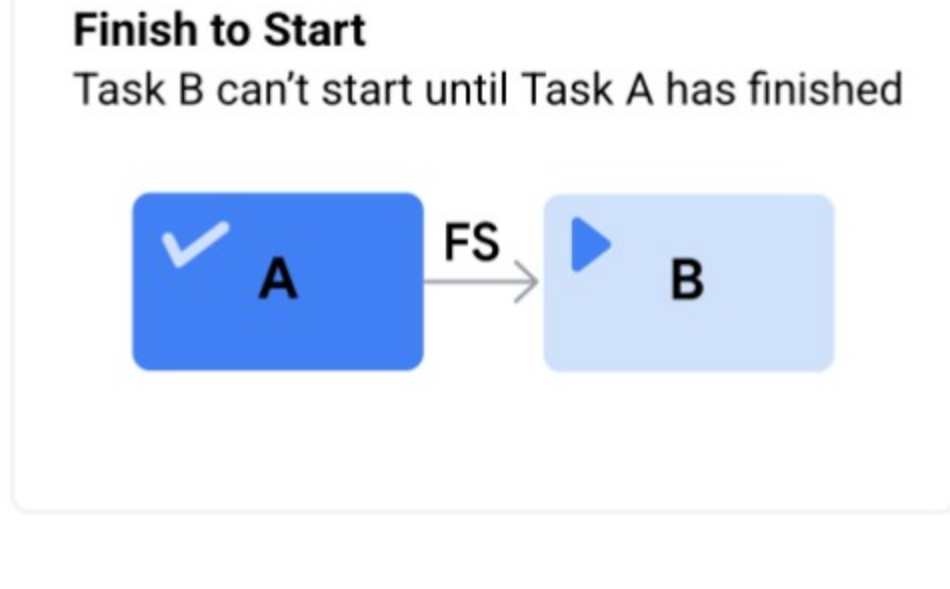 Finish to Start
Task B can’t start until Task A has finished
FS
A
B